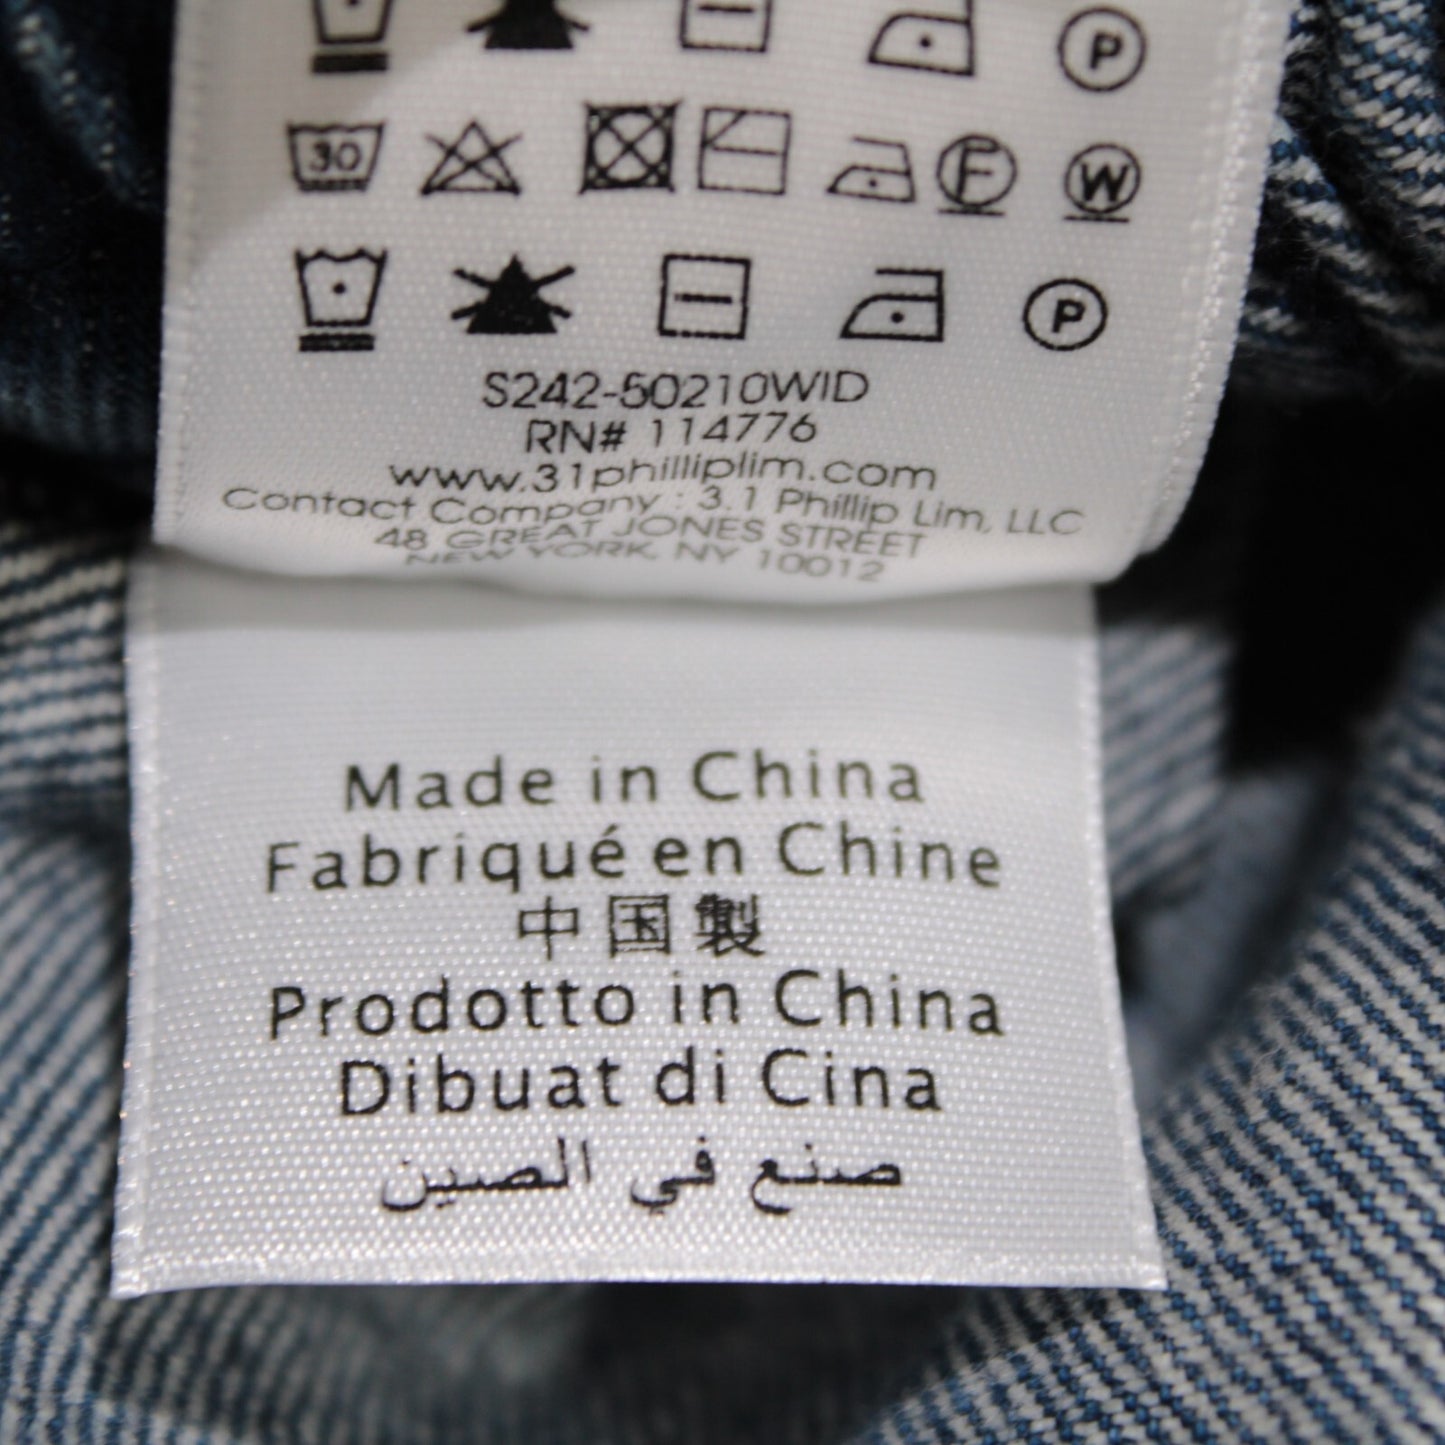 P
30 F W
P
S242-50210WID
RN# 114776
www.31philliplim.com
Contact Company : 3.1 Phillip Lim, LLC
48 GREAT JONES STREET
NEW YORK, NY 10012
Made in China
Fabriqué en Chine
中国製
Prodotto in China
Dibuat di Cina
صنع في الصين